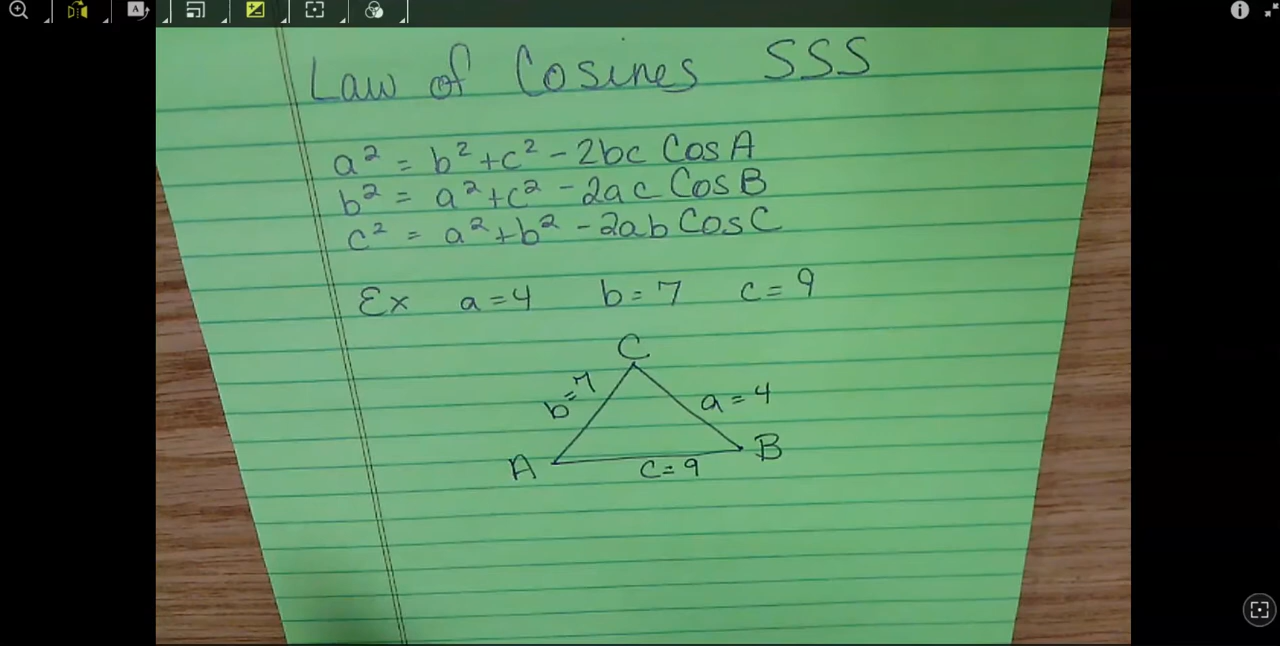 Law of Cosines SSS
a² = b² + c² - 2bc Cos A
b² = a² + c² - 2ac Cos B
c² = a² + b² - 2ab Cos C
Ex a = 4 b = 7 c = 9
C
b = 7 a = 4
A c = 9 B